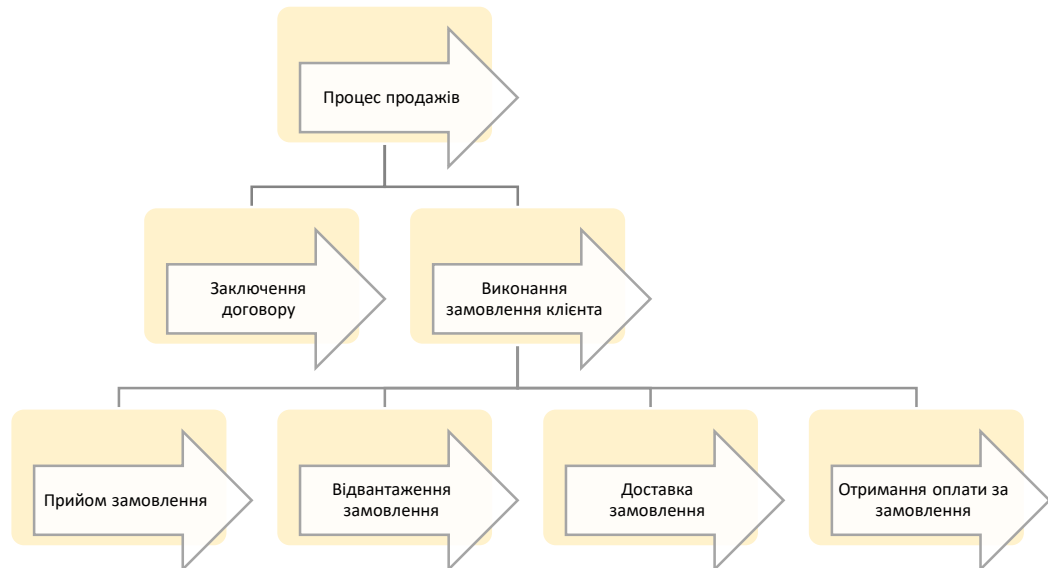 Процес продажів
Заключення
договору
Виконання
замовлення клієнта
Прийом замовлення
Відвантаження
замовлення
Доставка
замовлення
Отримання оплати за
замовлення